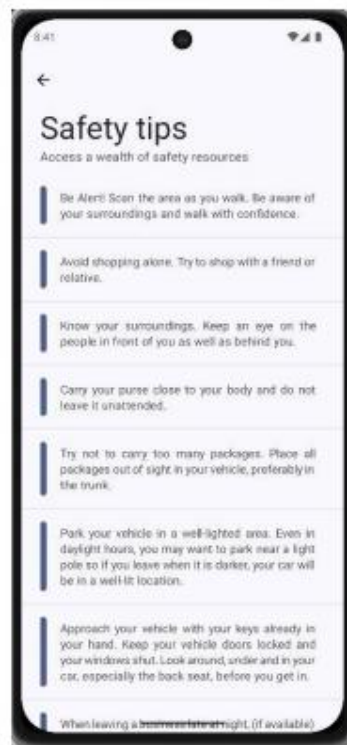 8:41
Safety tips
Access a wealth of safety resources
Be Alert! Scan the area as you walk. Be aware of
your surroundings and walk with confidence.
Avoid shopping alone. Try to shop with a friend or
relative.
Know your surroundings. Keep an eye on the
people in front of you as well as behind you.
Carry your purse close to your body and do not
leave it unattended.
Try not to carry too many packages. Place all
packages out of sight in your vehicle, preferably in
the trunk.
Park your vehicle in a well-lighted area. Even in
daylight hours, you may want to park near a light
pole so if you leave when it is darker, your car will
be in a well-lit location.
Approach your vehicle with your keys already in
your hand. Keep your vehicle doors locked and
your windows shut. Look around, under and in your
car, especially the back seat, before you get in.
When leaving a business late at night, (if available)